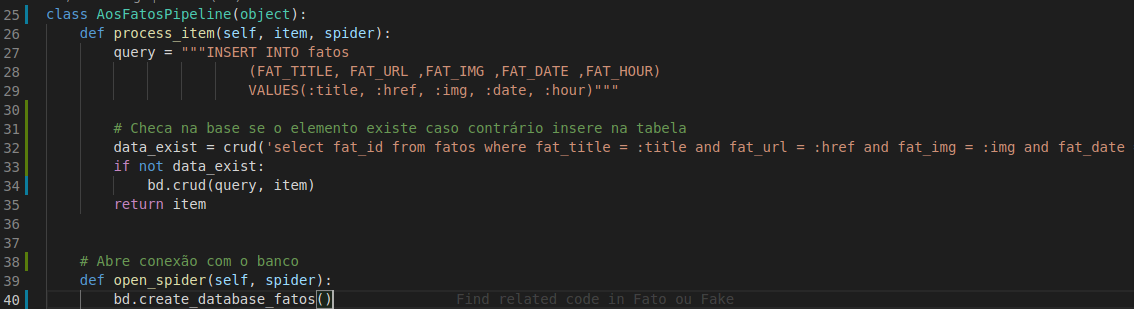 25 class AosFatosPipeline(object):
26 def process_item(self, item, spider):
27 query = """INSERT INTO fatos
28 (FAT_TITLE, FAT_URL ,FAT_IMG ,FAT_DATE ,FAT_HOUR)
29 VALUES(:title, :href, :img, :date, :hour)"""
30
31 # Checa na base se o elemento existe caso contrário insere na tabela
32 data_exist = crud('select fat_id from fatos where fat_title = :title and fat_url = :href and fat_img = :img and fat_date
33 if not data_exist:
34 bd.crud(query, item)
35 return item
36
37
38 # Abre conexão com o banco
39 def open_spider(self, spider):
40 bd.create_database_fatos() Find related code in Fato ou Fake